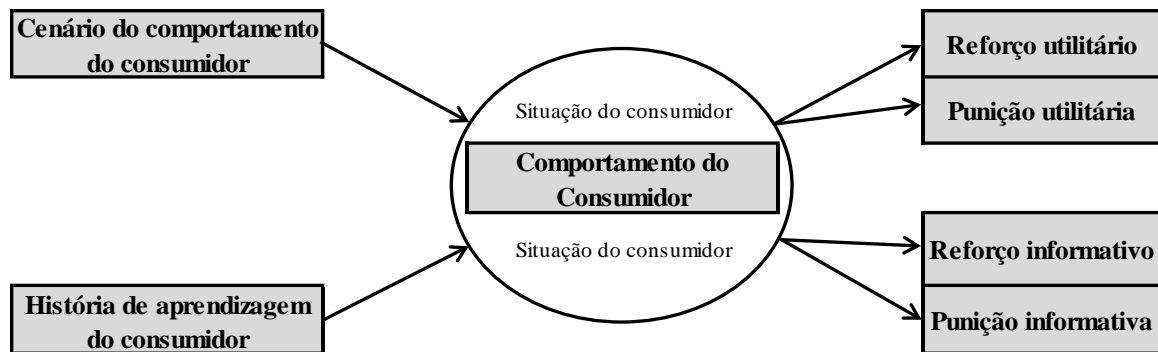 Cenário do comportamento
do consumidor
História de aprendizagem
do consumidor
Situação do consumidor
Comportamento do
Consumidor
Situação do consumidor
Reforço utilitário
Punição utilitária
Reforço informativo
Punição informativa